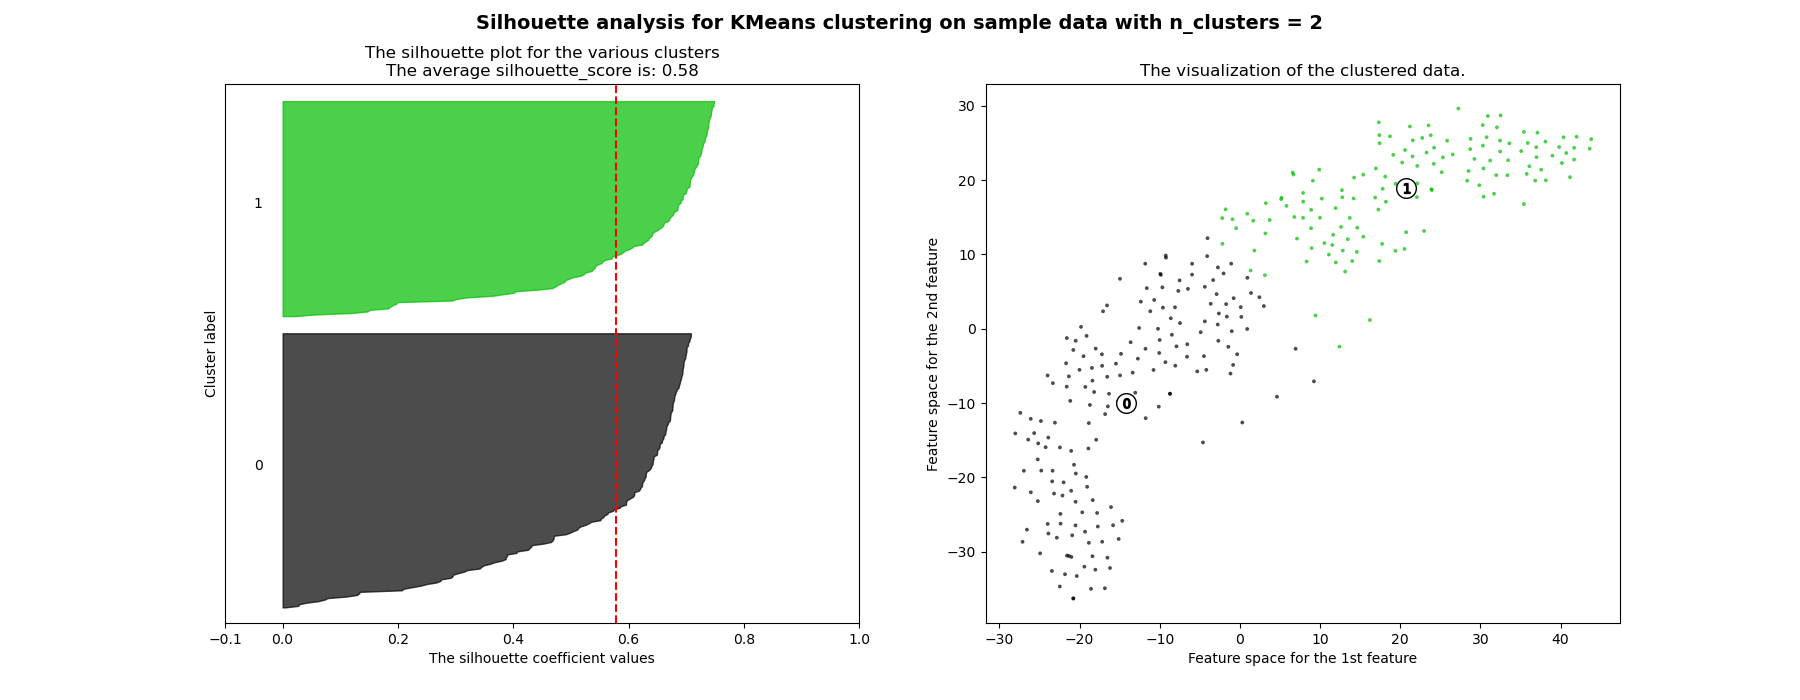 Silhouette analysis for KMeans clustering on sample data with n_clusters = 2
The silhouette plot for the various clusters
The average silhouette_score is: 0.58
1
0
Cluster label
−0.1 0.0 0.2 0.4 0.6 0.8 1.0
The silhouette coefficient values
The visualization of the clustered data.
30
20
10
0
−10
−20
−30
Feature space for the 2nd feature
1
0
−30 −20 −10 0 10 20 30 40
Feature space for the 1st feature